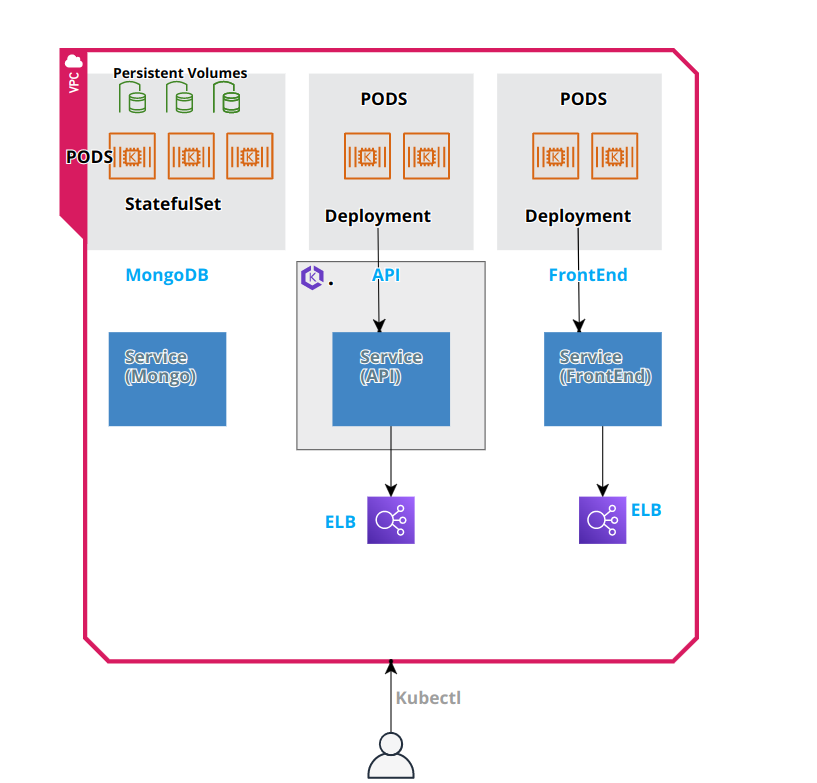 VPC
Persistent Volumes
PODS
StatefulSet
MongoDB
PODS
Deployment
API
PODS
Deployment
FrontEnd
K
.
Service
(Mongo)
Service
(API)
Service
(FrontEnd)
ELB
ELB
Kubectl